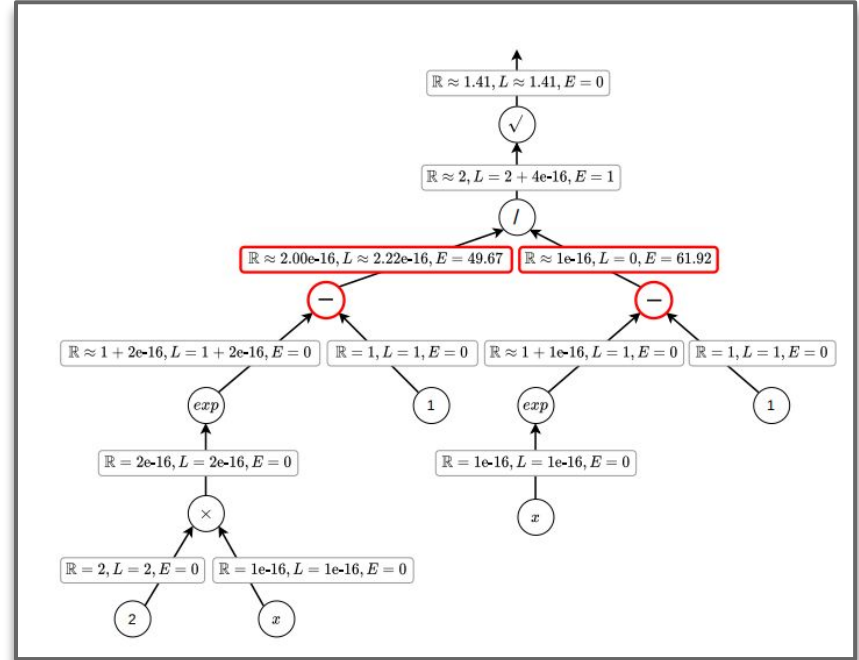 ℝ ≈ 1.41, L ≈ 1.41, E = 0
√
ℝ ≈ 2, L = 2 + 4e-16, E = 1
/
ℝ ≈ 2.00e-16, L ≈ 2.22e-16, E = 49.67
ℝ ≈ 1e-16, L = 0, E = 61.92
−
−
ℝ ≈ 1 + 2e-16, L = 1 + 2e-16, E = 0
ℝ = 1, L = 1, E = 0
ℝ ≈ 1 + 1e-16, L = 1, E = 0
ℝ = 1, L = 1, E = 0
exp
1
exp
1
ℝ = 2e-16, L = 2e-16, E = 0
ℝ = 1e-16, L = 1e-16, E = 0
×
x
ℝ = 2, L = 2, E = 0
ℝ = 1e-16, L = 1e-16, E = 0
2
x